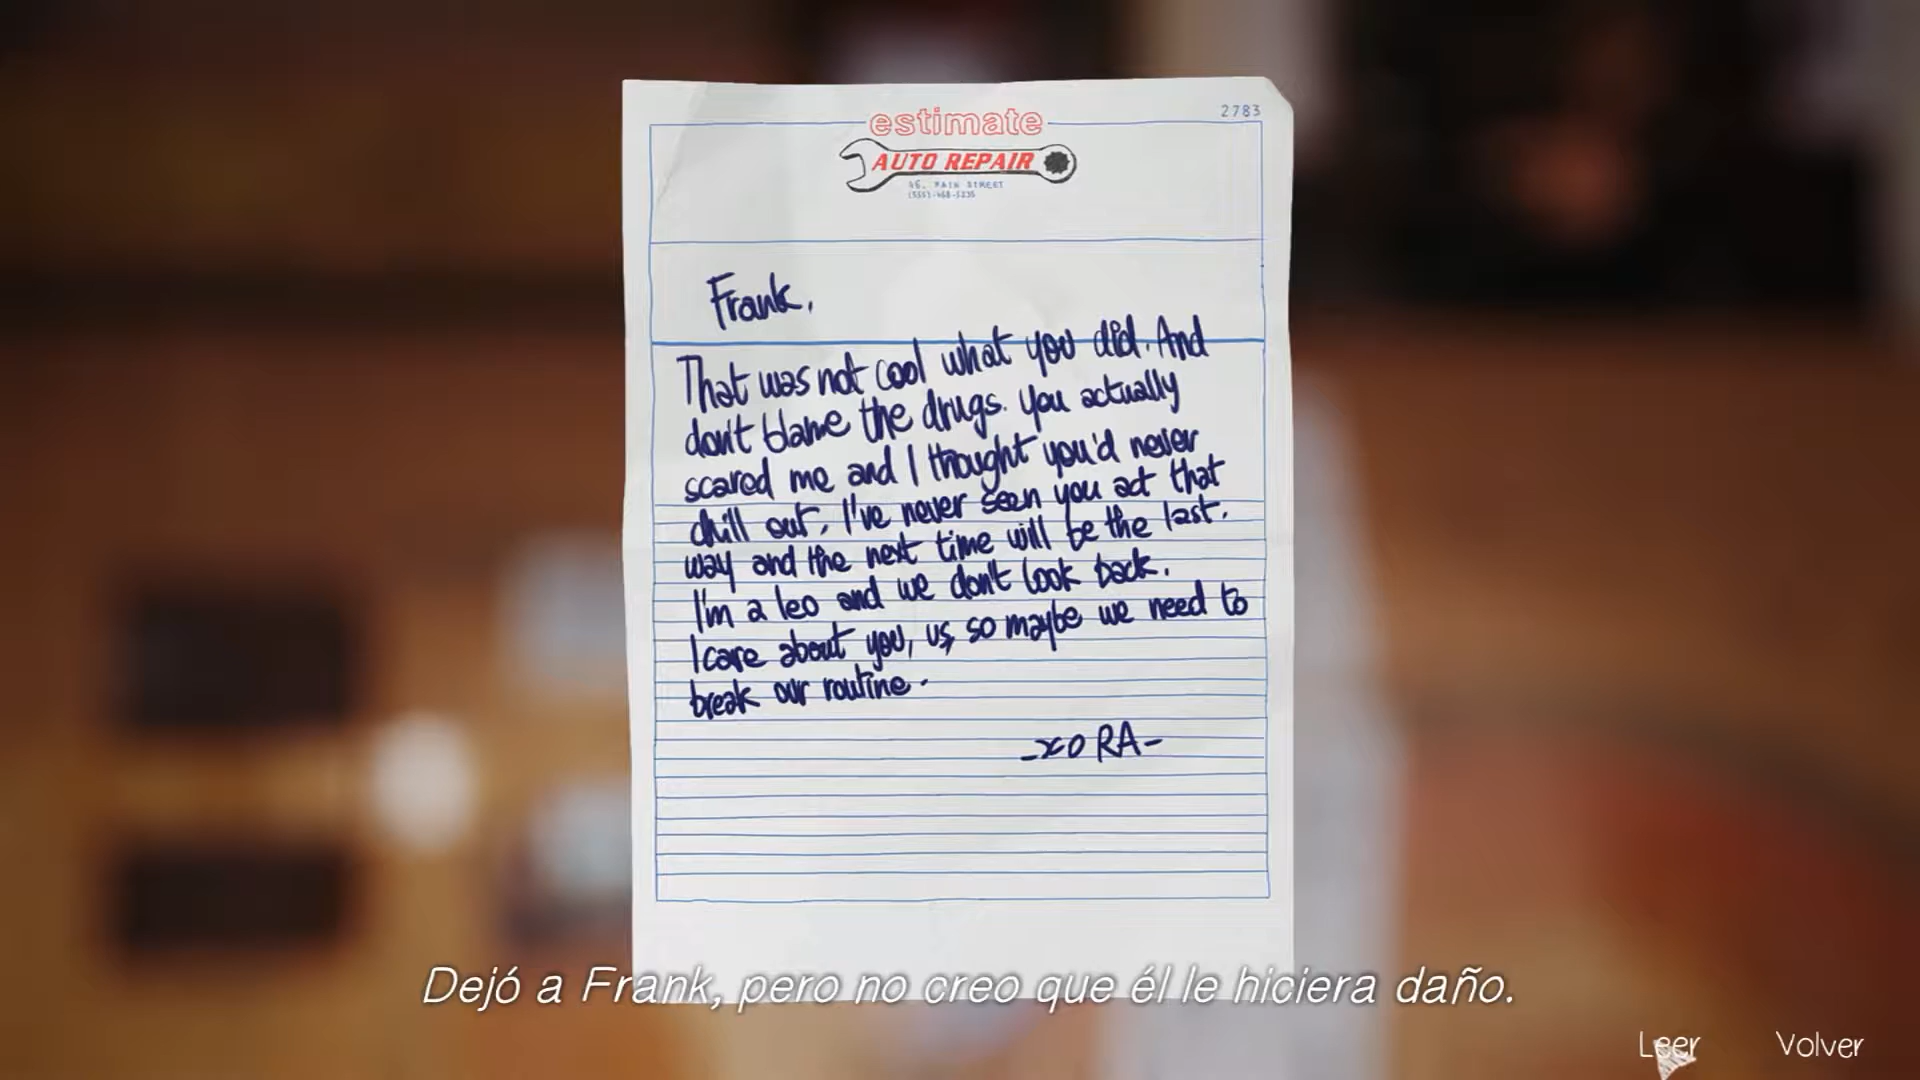 estimate
2783
AUTO REPAIR
Frank,
That was not cool what you did. And
don't blame the drugs. You actually
scared me and I thought you'd never
chill out. I've never seen you act that
way and the next time will be the last.
I'm a leo and we don't look back.
I care about you, us, so maybe we need to
break our routine.
-xo RA-
Dejó a Frank, pero no creo que él le hiciera daño.
Leer Volver